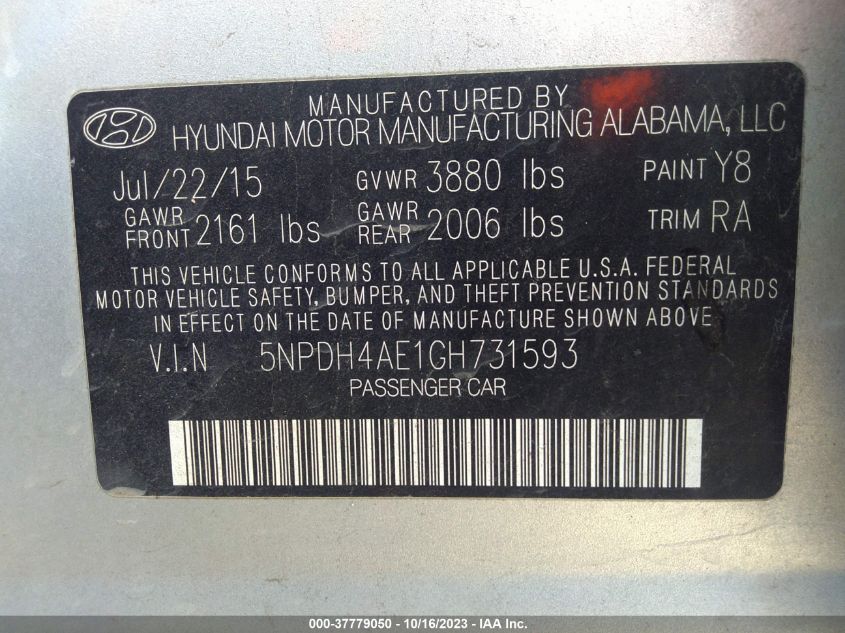 MANUFACTURED BY
HYUNDAI MOTOR MANUFACTURING ALABAMA, LLC
Jul/22/15 GVWR 3880 lbs PAINT Y8
GAWR FRONT 2161 lbs GAWR REAR 2006 lbs TRIM RA
THIS VEHICLE CONFORMS TO ALL APPLICABLE U.S.A. FEDERAL
MOTOR VEHICLE SAFETY, BUMPER, AND THEFT PREVENTION STANDARDS
IN EFFECT ON THE DATE OF MANUFACTURE SHOWN ABOVE
V.I.N 5NPDH4AE1GH731593
PASSENGER CAR
000-37779050 - 10/16/2023 - IAA Inc.